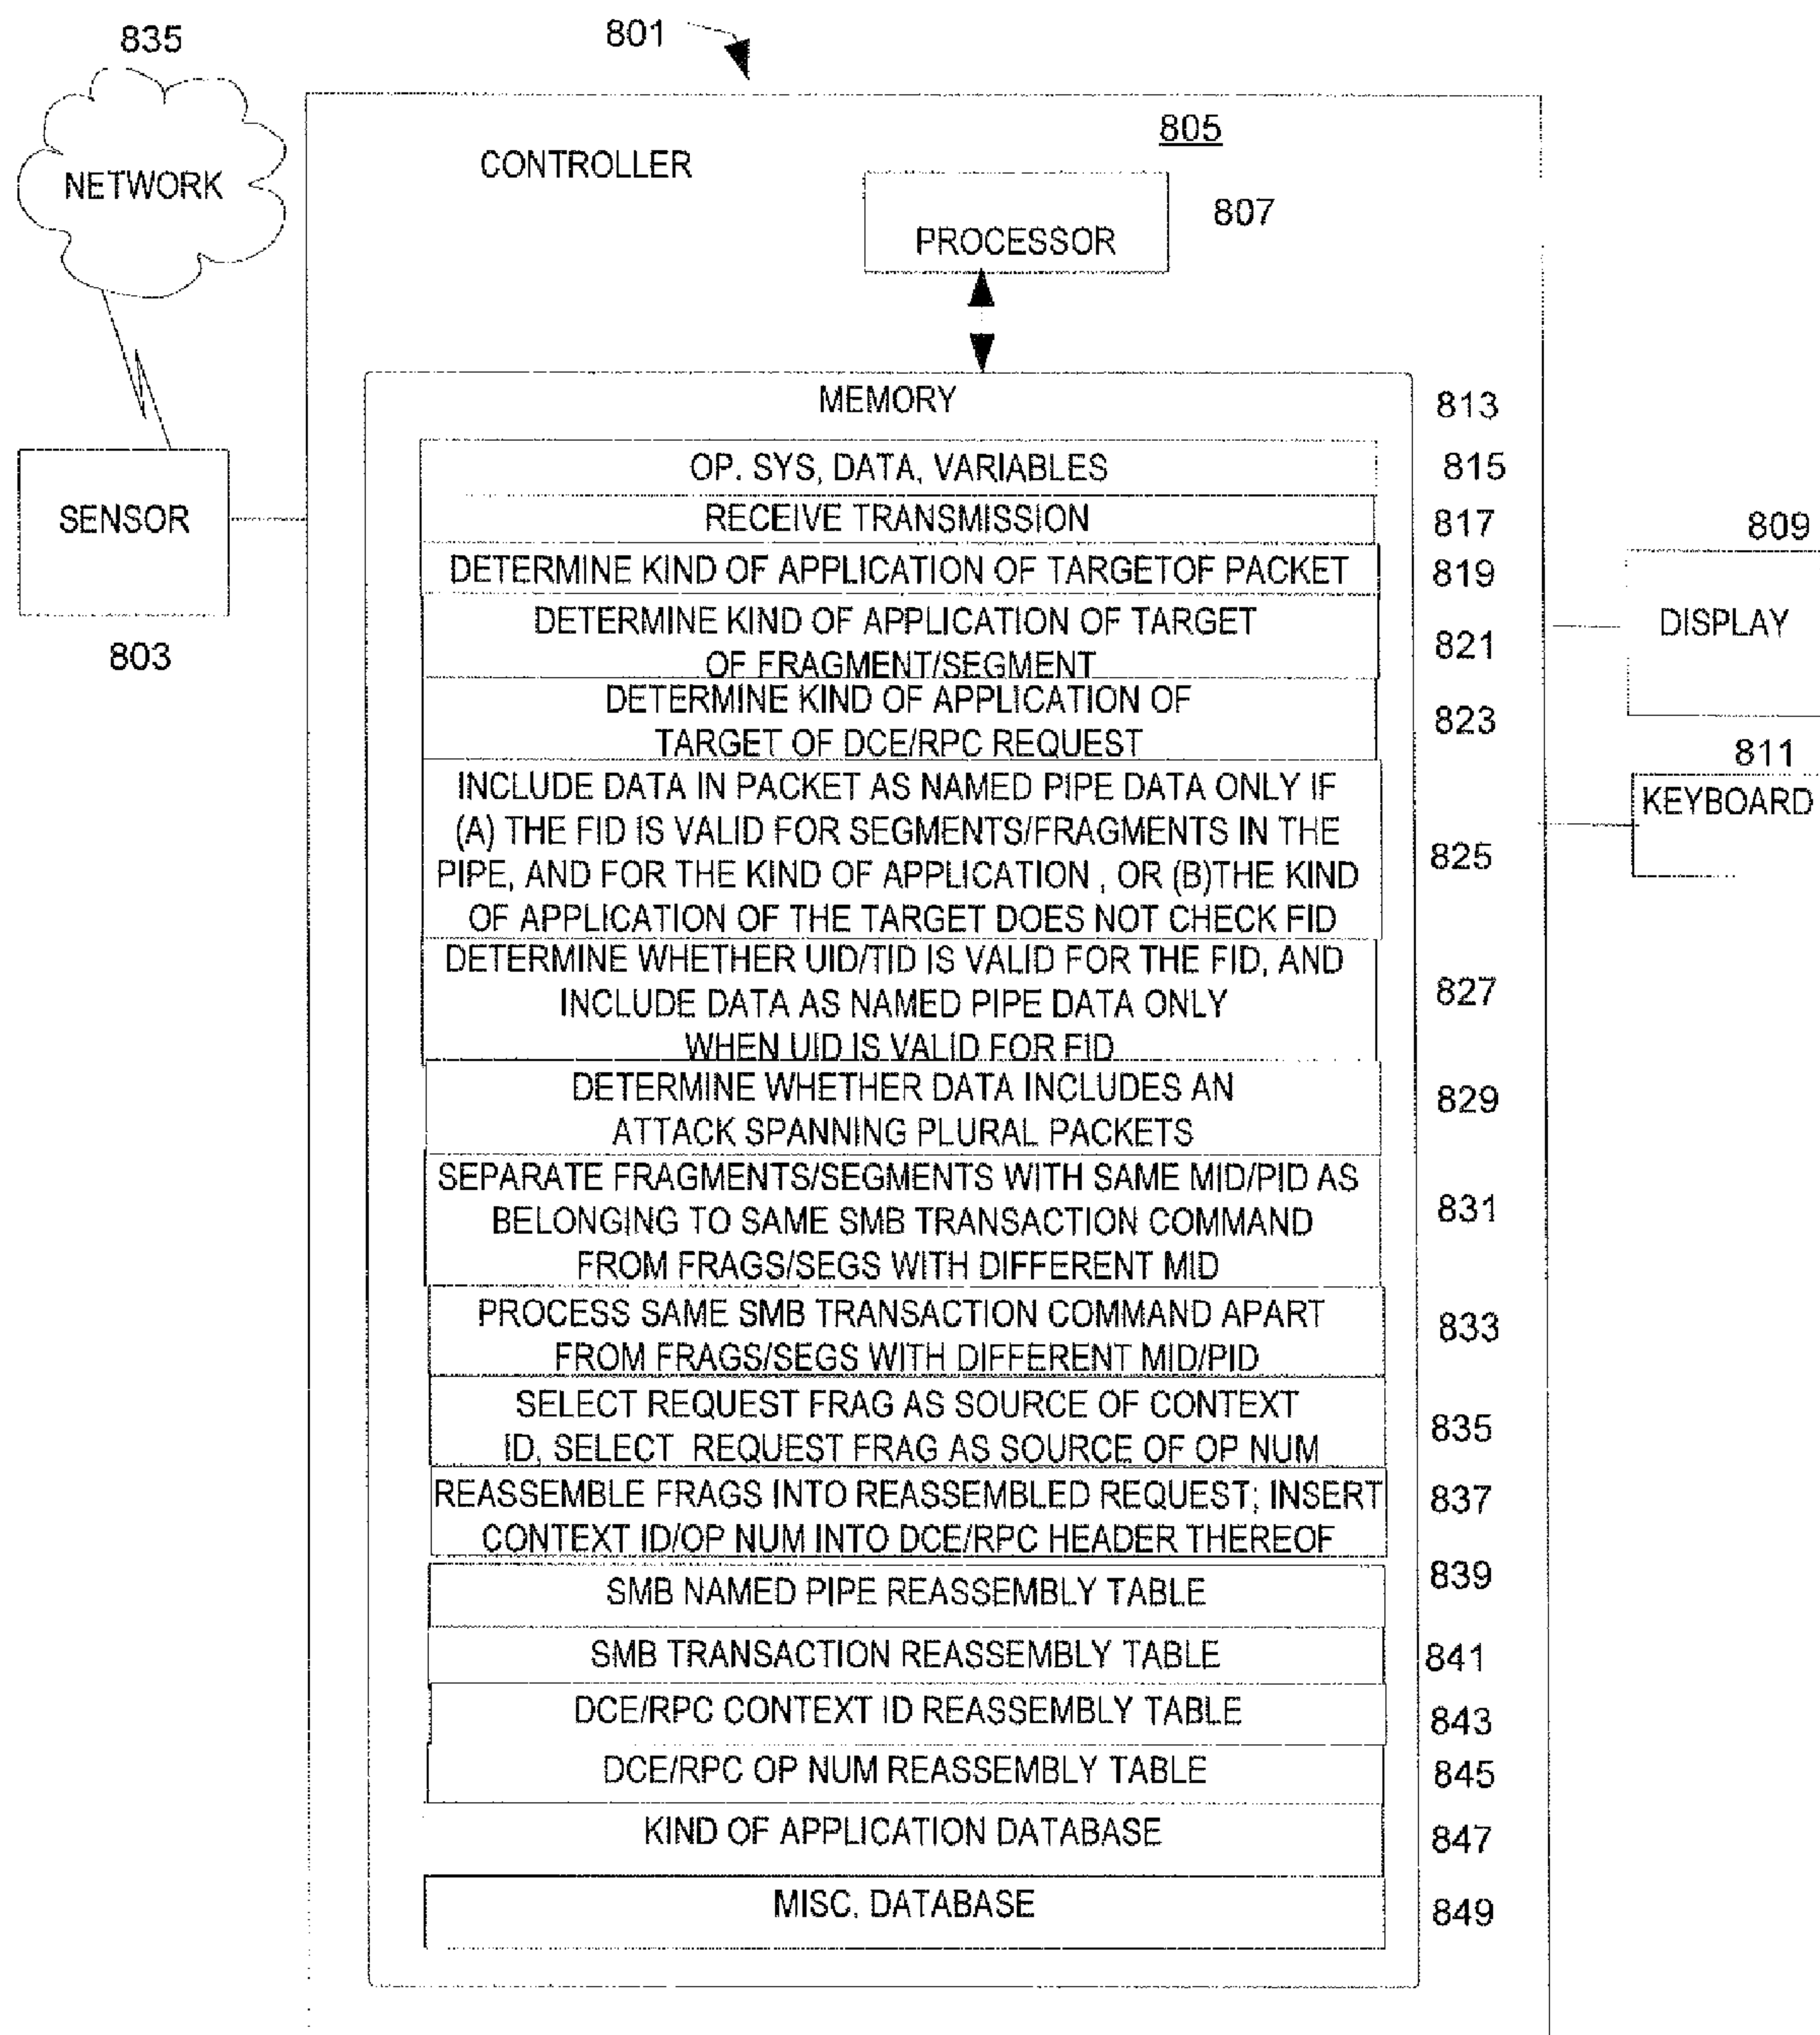 835
801
805
CONTROLLER
NETWORK
807
PROCESSOR
MEMORY
813
OP. SYS, DATA, VARIABLES
815
SENSOR
RECEIVE TRANSMISSION
817
809
DETERMINE KIND OF APPLICATION OF TARGETOF PACKET
819
DETERMINE KIND OF APPLICATION OF TARGET
OF FRAGMENT/SEGMENT
821
DISPLAY
803
DETERMINE KIND OF APPLICATION OF
TARGET OF DCE/RPC REQUEST
823
811
KEYBOARD
INCLUDE DATA IN PACKET AS NAMED PIPE DATA ONLY IF
(A) THE FID IS VALID FOR SEGMENTS/FRAGMENTS IN THE
PIPE, AND FOR THE KIND OF APPLICATION , OR (B)THE KIND
OF APPLICATION OF THE TARGET DOES NOT CHECK FID
825
DETERMINE WHETHER UID/TID IS VALID FOR THE FID, AND
INCLUDE DATA AS NAMED PIPE DATA ONLY
WHEN UID IS VALID FOR FID
827
DETERMINE WHETHER DATA INCLUDES AN
ATTACK SPANNING PLURAL PACKETS
829
SEPARATE FRAGMENTS/SEGMENTS WITH SAME MID/PID AS
BELONGING TO SAME SMB TRANSACTION COMMAND
FROM FRAGS/SEGS WITH DIFFERENT MID
831
PROCESS SAME SMB TRANSACTION COMMAND APART
FROM FRAGS/SEGS WITH DIFFERENT MID/PID
833
SELECT REQUEST FRAG AS SOURCE OF CONTEXT
ID, SELECT REQUEST FRAG AS SOURCE OF OP NUM
835
REASSEMBLE FRAGS INTO REASSEMBLED REQUEST; INSERT
CONTEXT ID/OP NUM INTO DCE/RPC HEADER THEREOF
837
SMB NAMED PIPE REASSEMBLY TABLE
839
SMB TRANSACTION REASSEMBLY TABLE
841
DCE/RPC CONTEXT ID REASSEMBLY TABLE
843
DCE/RPC OP NUM REASSEMBLY TABLE
845
KIND OF APPLICATION DATABASE
847
MISC. DATABASE
849